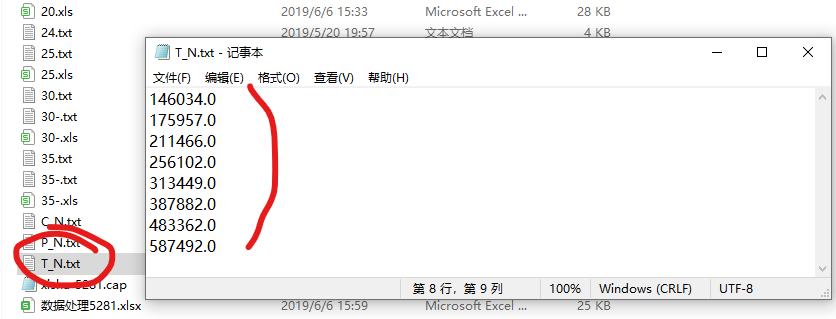 20.xls
2019/6/6 15:33
Microsoft Excel ...
28 KB
24.txt
2019/5/20 19:57
文本文档
4 KB
25.txt
25.xls
30.txt
30-.txt
30-.xls
35.txt
35-.txt
35-.xls
C_N.txt
P_N.txt
T_N.txt
数据处理5281.xlsx
2019/6/6 15:59
Microsoft Excel ...
25 KB
T_N.txt - 记事本
文件(F) 编辑(E) 格式(O) 查看(V) 帮助(H)
146034.0
175957.0
211466.0
256102.0
313449.0
387882.0
483362.0
587492.0
第 8 行，第 9 列
100%
Windows (CRLF)
UTF-8